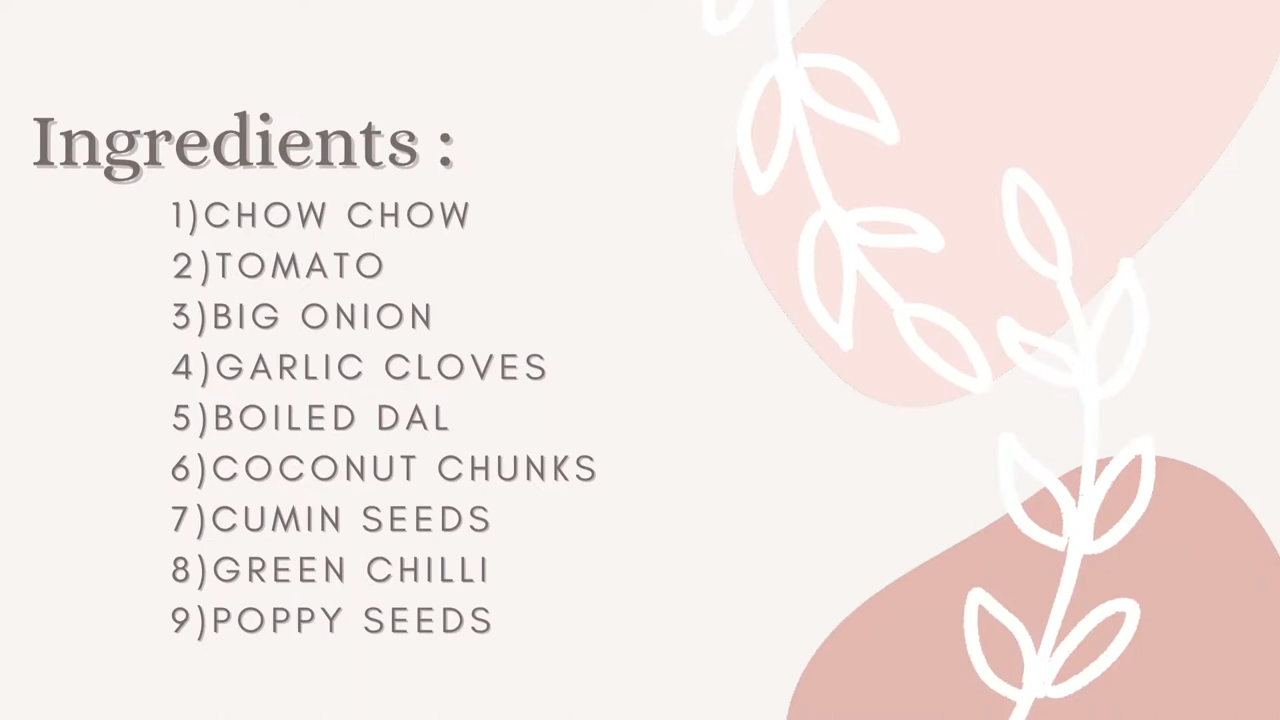 Ingredients :
1)CHOW CHOW
2)TOMATO
3)BIG ONION
4)GARLIC CLOVES
5)BOILED DAL
6)COCONUT CHUNKS
7)CUMIN SEEDS
8)GREEN CHILLI
9)POPPY SEEDS